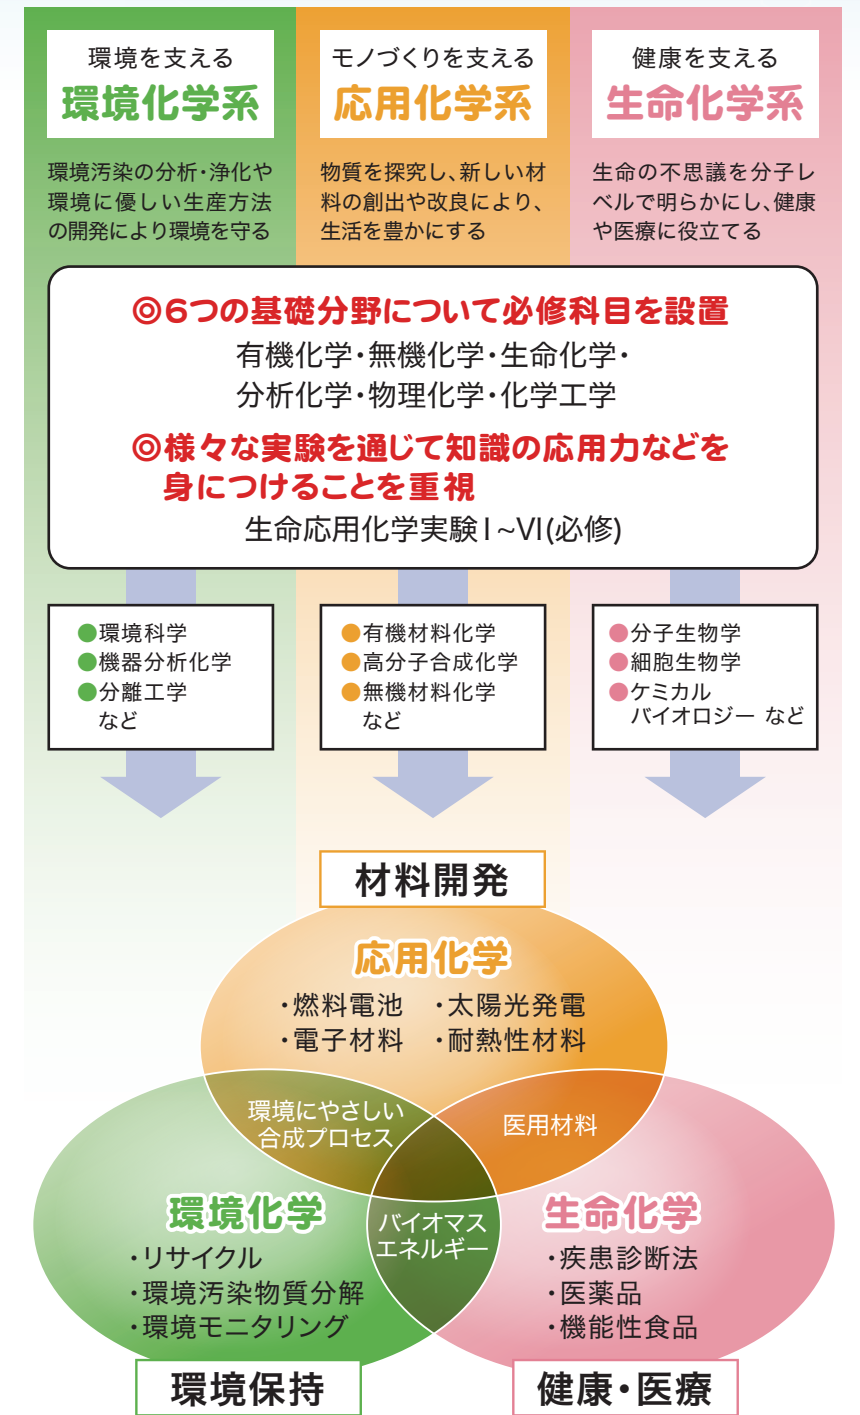 環境を支える
環境化学系
環境汚染の分析・浄化や
環境に優しい生産方法
の開発により環境を守る
モノづくりを支える
応用化学系
物質を探究し、新しい材
料の創出や改良により、
生活を豊かにする
健康を支える
生命化学系
生命の不思議を分子レ
ベルで明らかにし、健康
や医療に役立てる
◎6つの基礎分野について必修科目を設置
有機化学・無機化学・生命化学・
分析化学・物理化学・化学工学
◎様々な実験を通じて知識の応用力などを
身につけることを重視
生命応用化学実験Ⅰ~Ⅵ(必修)
●環境科学
●機器分析化学
●分離工学
など
●有機材料化学
●高分子合成化学
●無機材料化学
など
●分子生物学
●細胞生物学
●ケミカル
バイオロジー など
材料開発
応用化学
・燃料電池 ・太陽光発電
・電子材料 ・耐熱性材料
環境にやさしい
合成プロセス
医用材料
環境化学
・リサイクル
・環境汚染物質分解
・環境モニタリング
バイオマス
エネルギー
生命化学
・疾患診断法
・医薬品
・機能性食品
環境保持
健康・医療